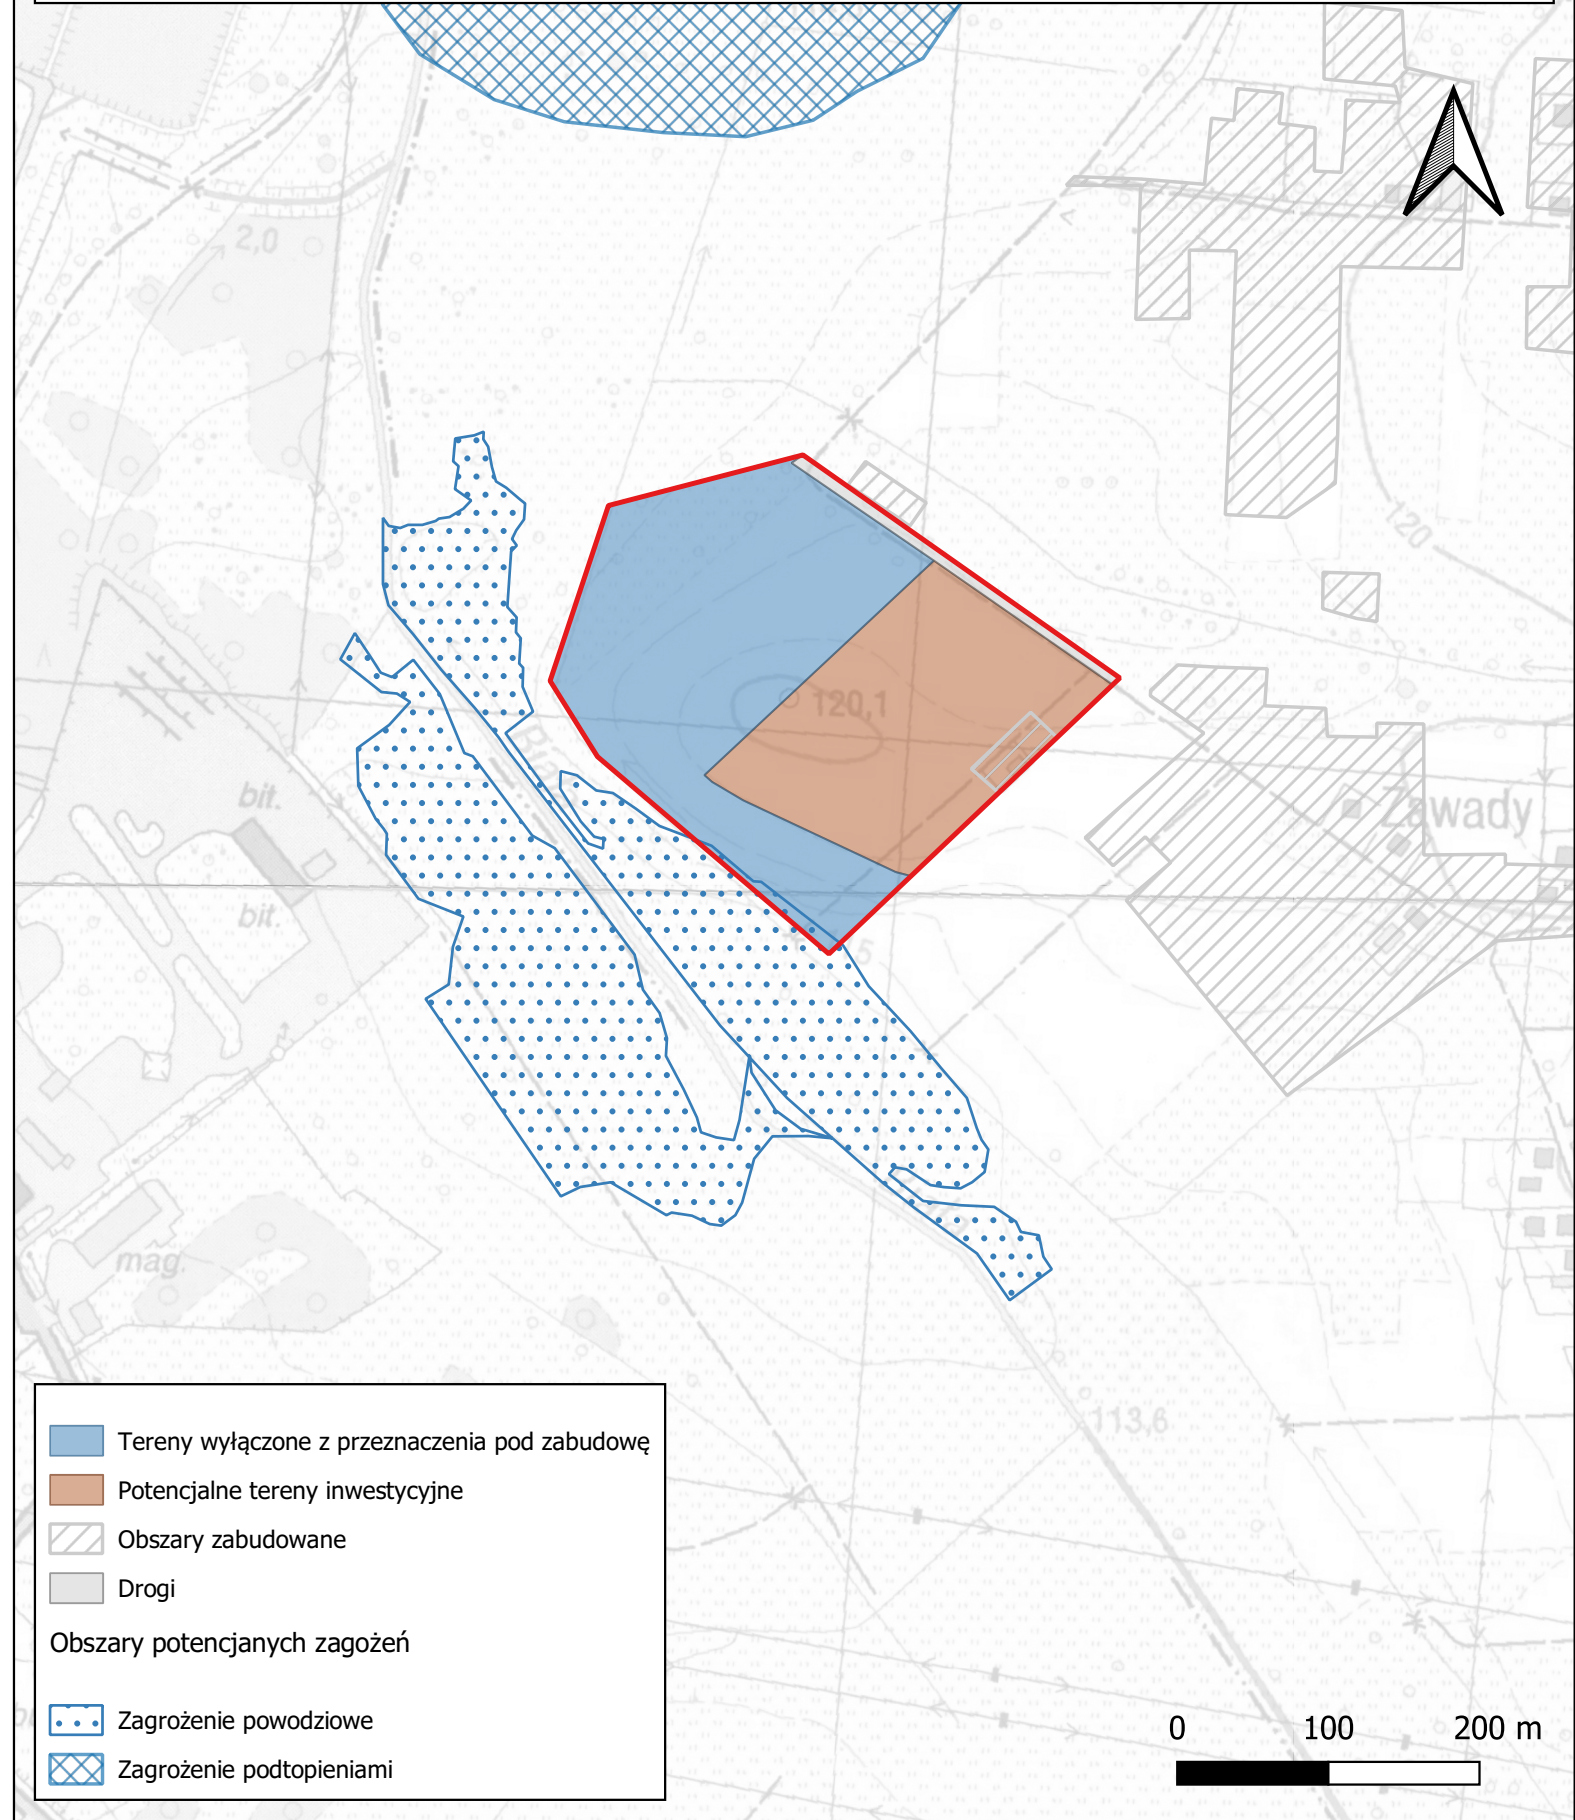 2,0
120
120,1
bit.
Zawady
bit.
mag.
113,6
Tereny wyłączone z przeznaczenia pod zabudowę
Potencjalne tereny inwestycyjne
Obszary zabudowane
Drogi
Obszary potencjanych zagożeń
Zagrożenie powodziowe
Zagrożenie podtopieniami
0 100 200 m